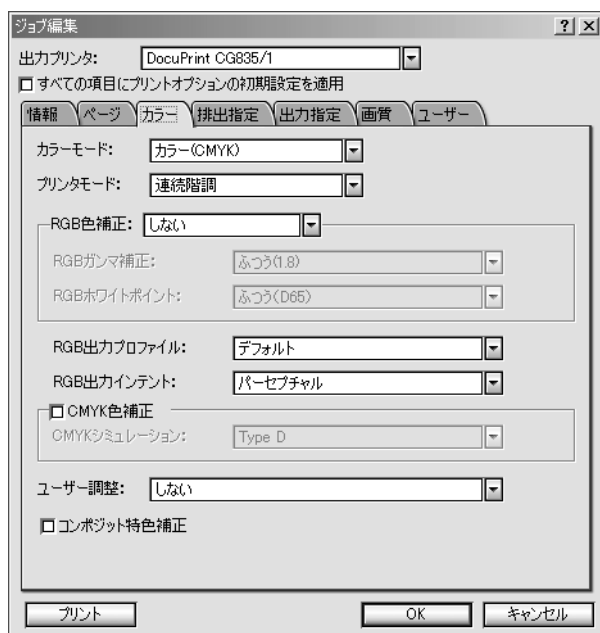 ジョブ編集
出力プリンタ: DocuPrint CG835/1
すべての項目にプリントオプションの初期設定を適用
情報 ページ カラー 排出指定 出力指定 画質 ユーザー
カラーモード: カラー(CMYK)
プリンタモード: 連続階調
RGB色補正: しない
RGBガンマ補正: ふつう(1.8)
RGBホワイトポイント: ふつう(D65)
RGB出力プロファイル: デフォルト
RGB出力インテント: パーセプチャル
CMYK色補正
CMYKシミュレーション: Type D
ユーザー調整: しない
コンポジット特色補正
プリント OK キャンセル